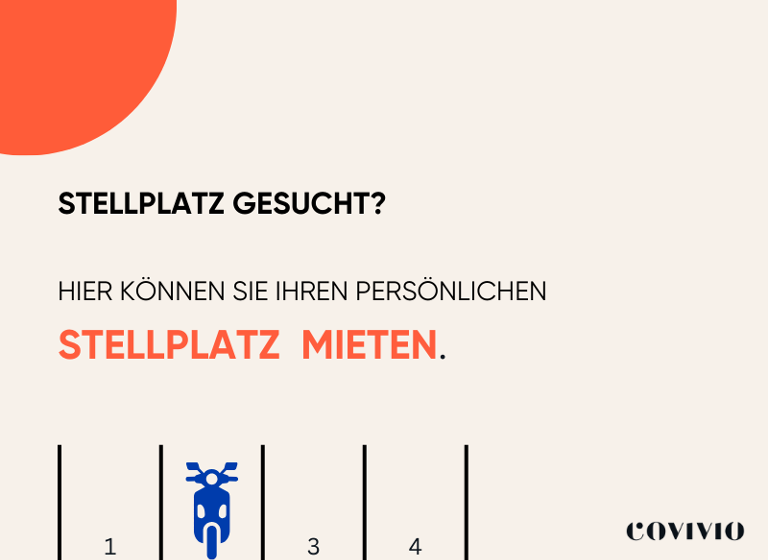 STELLPLATZ GESUCHT?
HIER KÖNNEN SIE IHREN PERSÖNLICHEN
STELLPLATZ MIETEN.
1 3 4
COVIVIO